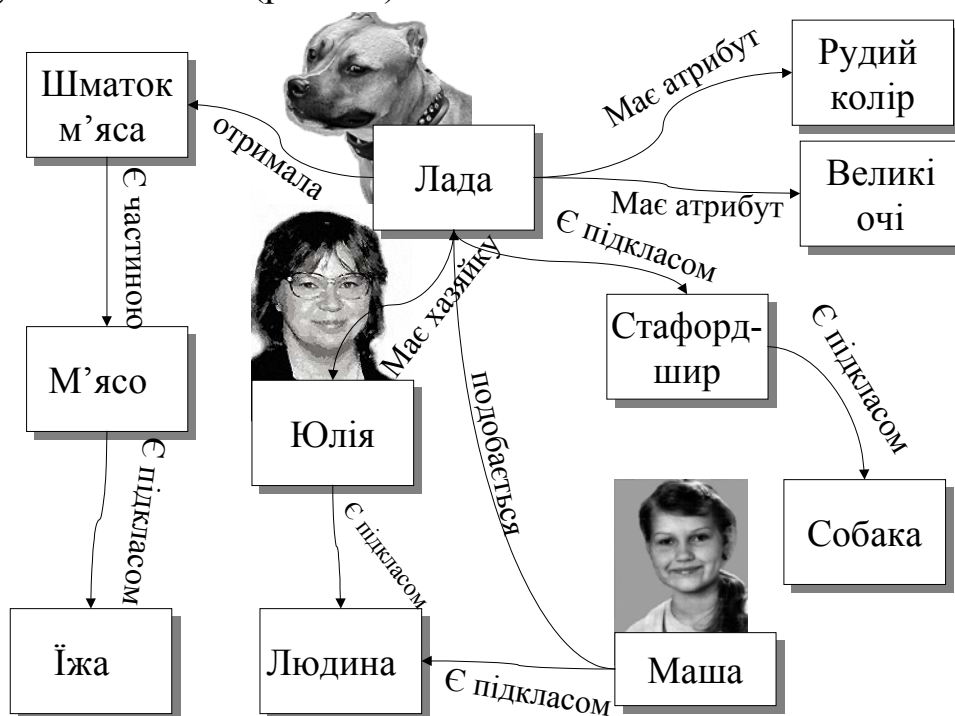 Шматок
м’яса
отримала
Лада
Має атрибут
Рудий
колір
Має атрибут
Великі
очі
Є частиною
Має хазяйку
Є підкласом
Стафорд-
шир
Є підкласом
М’ясо
Юлія
подобається
Є підкласом
Є підкласом
Собака
Їжа
Людина
Є підкласом
Маша